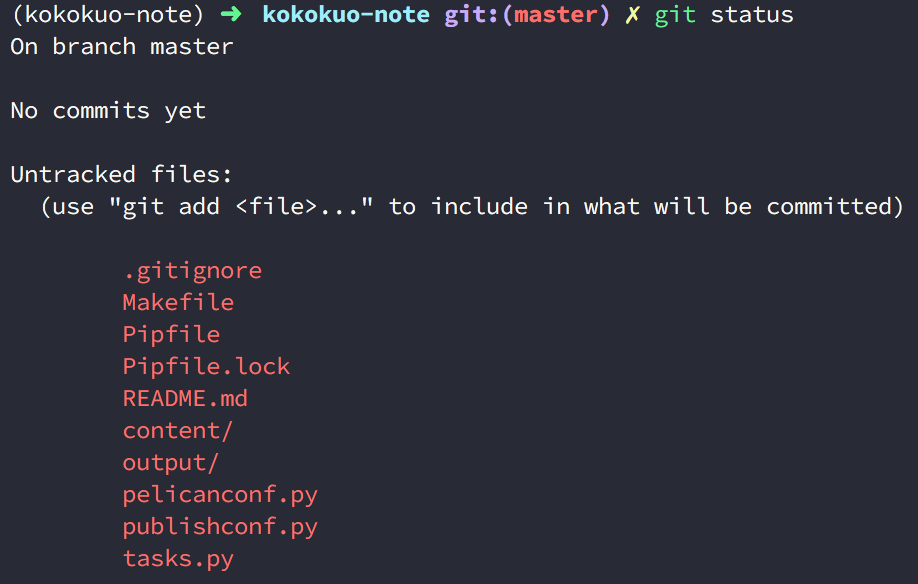 (kokokuo-note) ➜ kokokuo-note git:(master) ✗ git status
On branch master
No commits yet
Untracked files:
(use "git add <file>..." to include in what will be committed)
.gitignore
Makefile
Pipfile
Pipfile.lock
README.md
content/
output/
pelicanconf.py
publishconf.py
tasks.py